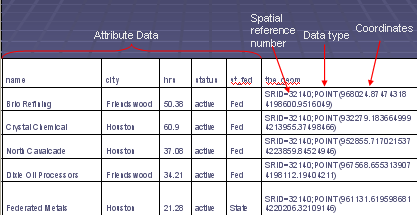 Spatial
reference
number
Attribute Data
Data type
Coordinates
name city hrs status st_fed the_geom
Brio Refining Friendswood 50.38 active Fed SRID=32140;POINT(968024.87474318
4198600.9516049)
Crystal Chemical Houston 60.9 active Fed SRID=32140;POINT(932279.183664999
4213955.37498466)
North Cavalcade Houston 37.08 active Fed SRID=32140;POINT(952855.717021537
4223859.84524946)
Dixie Oil Processors Friendswood 34.21 active Fed SRID=32140;POINT(967568.655313907
4198112.19404211)
Federated Metals Houston 21.28 active State SRID=32140;POINT(961131.619598681
4220206.32109146)